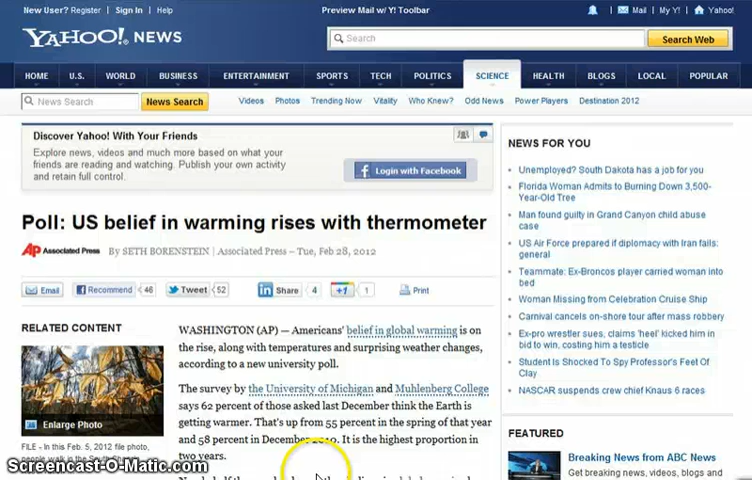 New User? Register Sign In Help Preview Mail w/ Y! Toolbar Mail My Y! Yahoo!
YAHOO! NEWS Search Search Web
HOME U.S. WORLD BUSINESS ENTERTAINMENT SPORTS TECH POLITICS SCIENCE HEALTH BLOGS LOCAL POPULAR
News Search News Search Videos Photos Trending Now Vitality Who Knew? Odd News Power Players Destination 2012
Discover Yahoo! With Your Friends
Explore news, videos and much more based on what your
friends are reading and watching. Publish your own activity
and retain full control.
f Login with Facebook
Poll: US belief in warming rises with thermometer
AP Associated Press By SETH BORENSTEIN | Associated Press – Tue, Feb 28, 2012
Email Recommend 46 Tweet 52 in Share 4 +1 1 Print
RELATED CONTENT
Enlarge Photo
FILE - In this Feb. 5, 2012 file photo,
people walk in the South
WASHINGTON (AP) — Americans' belief in global warming is on
the rise, along with temperatures and surprising weather changes,
according to a new university poll.
The survey by the University of Michigan and Muhlenberg College
says 62 percent of those asked last December think the Earth is
getting warmer. That's up from 55 percent in the spring of that year
and 58 percent in December 2010. It is the highest proportion in
two years.
NEWS FOR YOU
Unemployed? South Dakota has a job for you
Florida Woman Admits to Burning Down 3,500-
Year-Old Tree
Man found guilty in Grand Canyon child abuse
case
US Air Force prepared if diplomacy with Iran fails:
general
Teammate: Ex-Broncos player carried woman into
bed
Woman Missing from Celebration Cruise Ship
Carnival cancels on-shore tour after mass robbery
Ex-pro wrestler sues, claims 'heel' kicked him in
bid to win, costing him a testicle
Student Is Shocked To Spy Professor's Feet Of
Clay
NASCAR suspends crew chief Knaus 6 races
FEATURED
Breaking News from ABC News
Get breaking news, videos, blogs and
Screencast-O-Matic.com